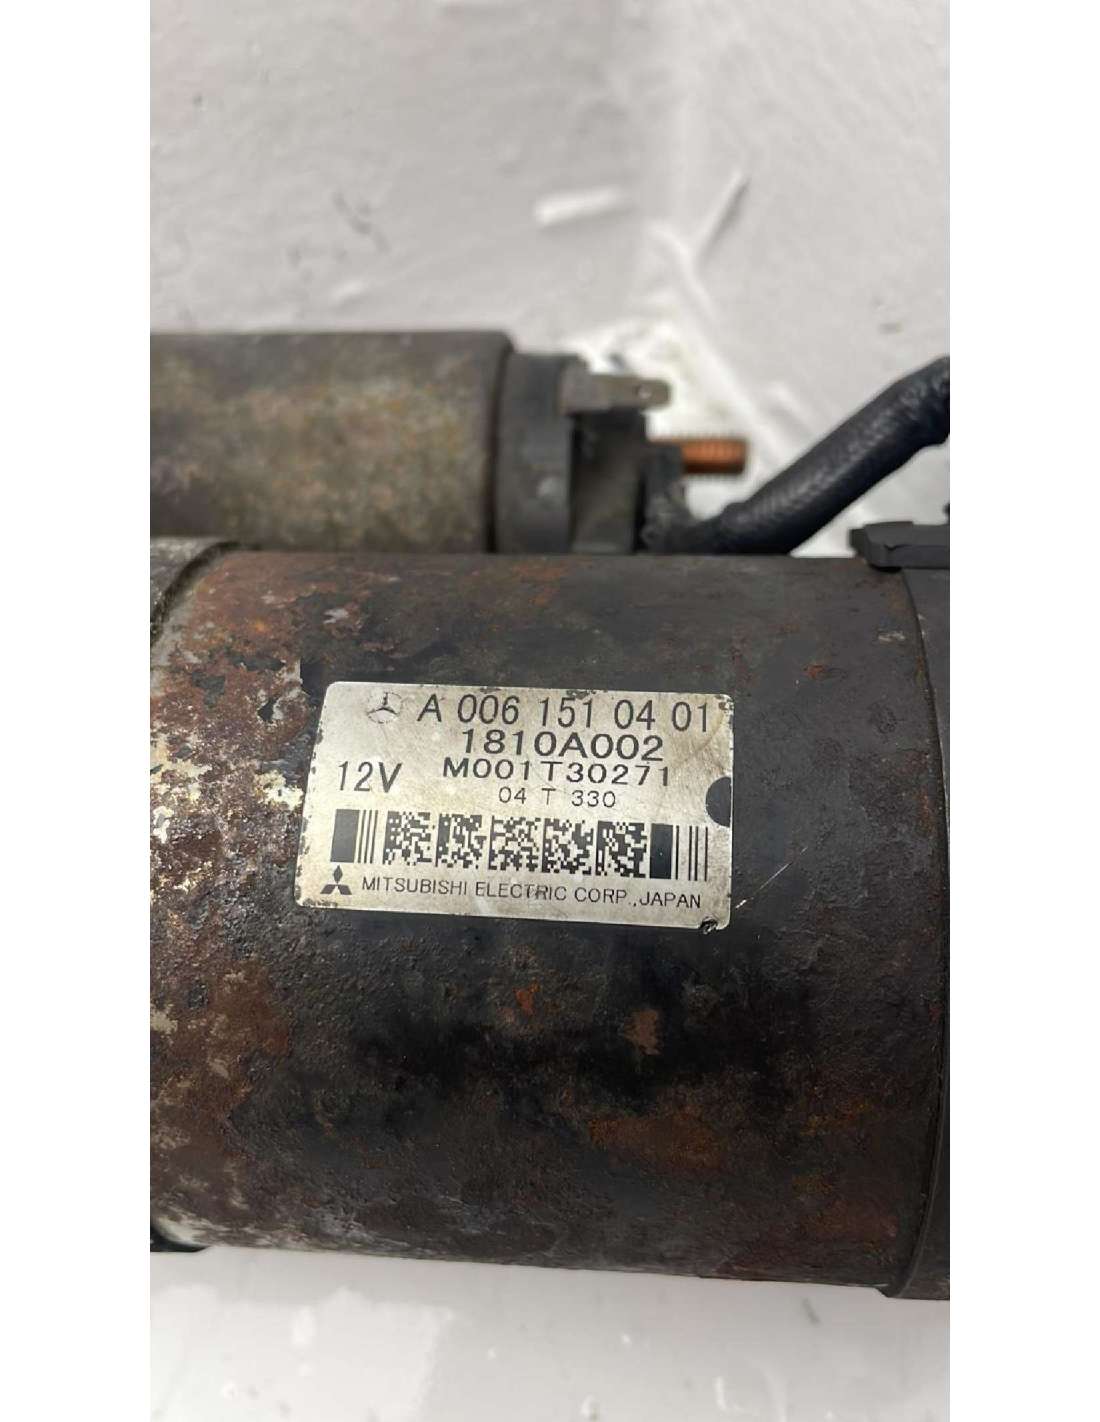 A 006 151 04 01
1810A002
12V M001T30271
04 T 330
MITSUBISHI ELECTRIC CORP.,JAPAN